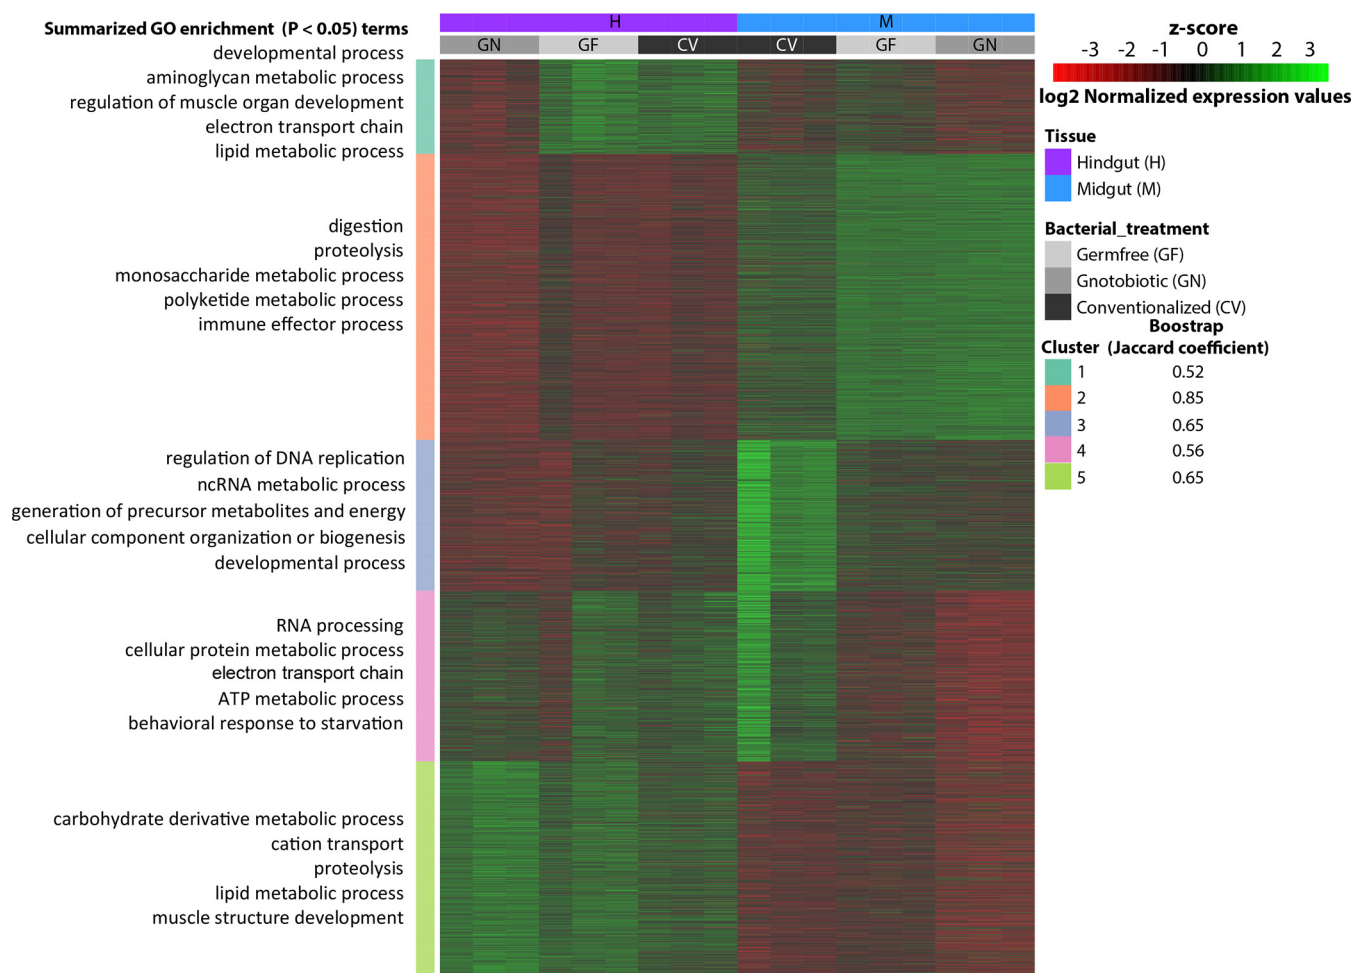 Summarized GO enrichment (P < 0.05) terms
developmental process
aminoglycan metabolic process
regulation of muscle organ development
electron transport chain
lipid metabolic process
digestion
proteolysis
monosaccharide metabolic process
polyketide metabolic process
immune effector process
regulation of DNA replication
ncRNA metabolic process
generation of precursor metabolites and energy
cellular component organization or biogenesis
developmental process
RNA processing
cellular protein metabolic process
electron transport chain
ATP metabolic process
behavioral response to starvation
carbohydrate derivative metabolic process
cation transport
proteolysis
lipid metabolic process
muscle structure development
H M
GN GF CV CV GF GN
z-score
-3 -2 -1 0 1 2 3
log2 Normalized expression values
Tissue
Hindgut (H)
Midgut (M)
Bacterial_treatment
Germfree (GF)
Gnotobiotic (GN)
Conventionalized (CV)
Boostrap
Cluster (Jaccard coefficient)
1 0.52
2 0.85
3 0.65
4 0.56
5 0.65